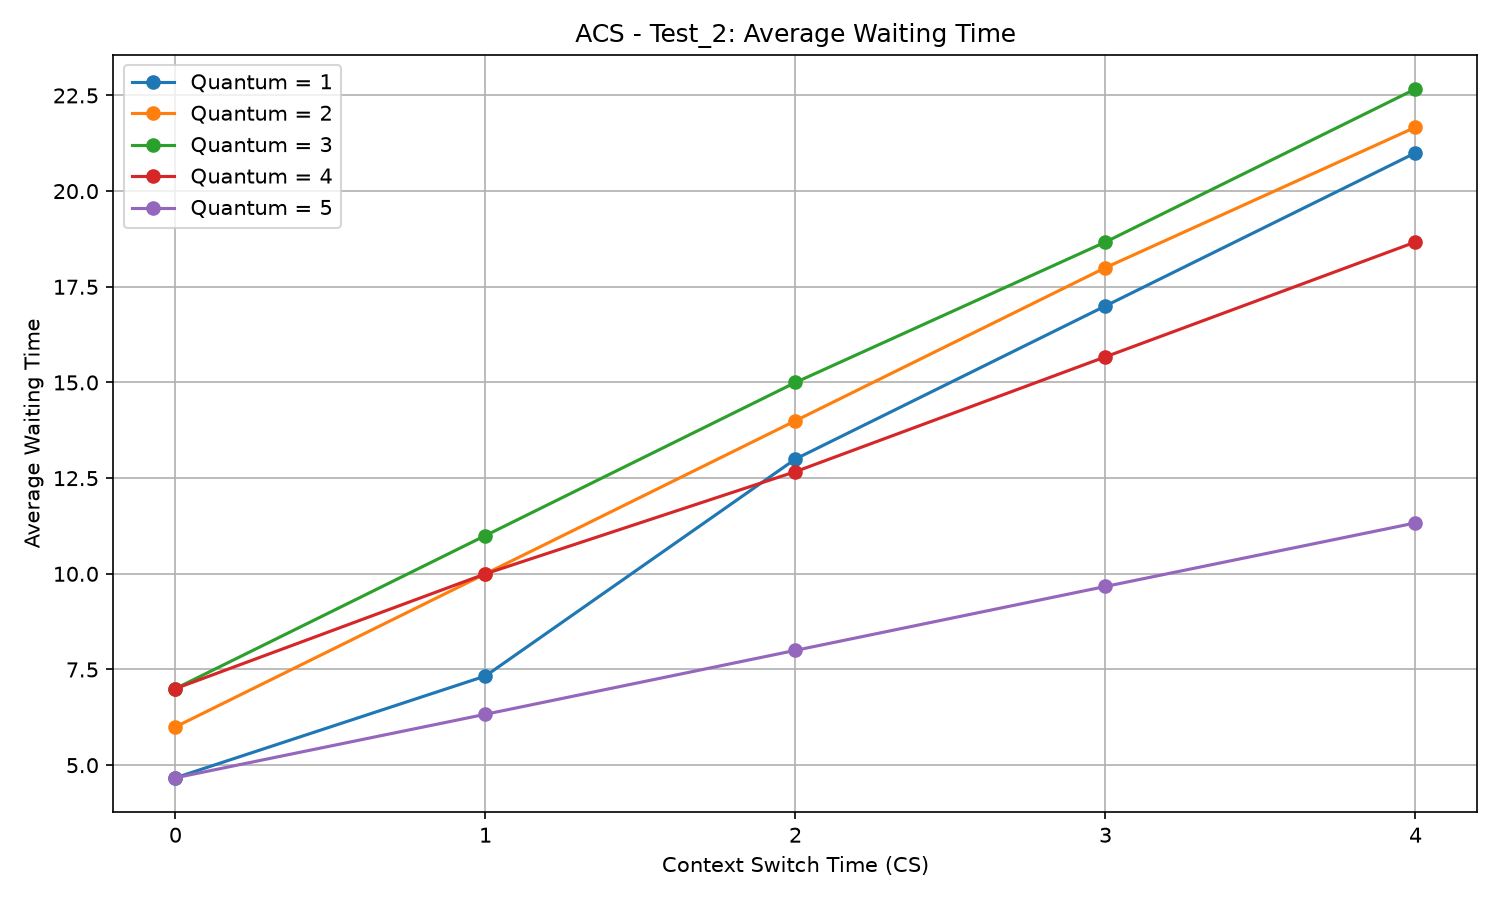 ACS - Test_2: Average Waiting Time
Quantum = 1
Quantum = 2
Quantum = 3
Quantum = 4
Quantum = 5
Average Waiting Time
22.5
20.0
17.5
15.0
12.5
10.0
7.5
5.0
0 1 2 3 4
Context Switch Time (CS)